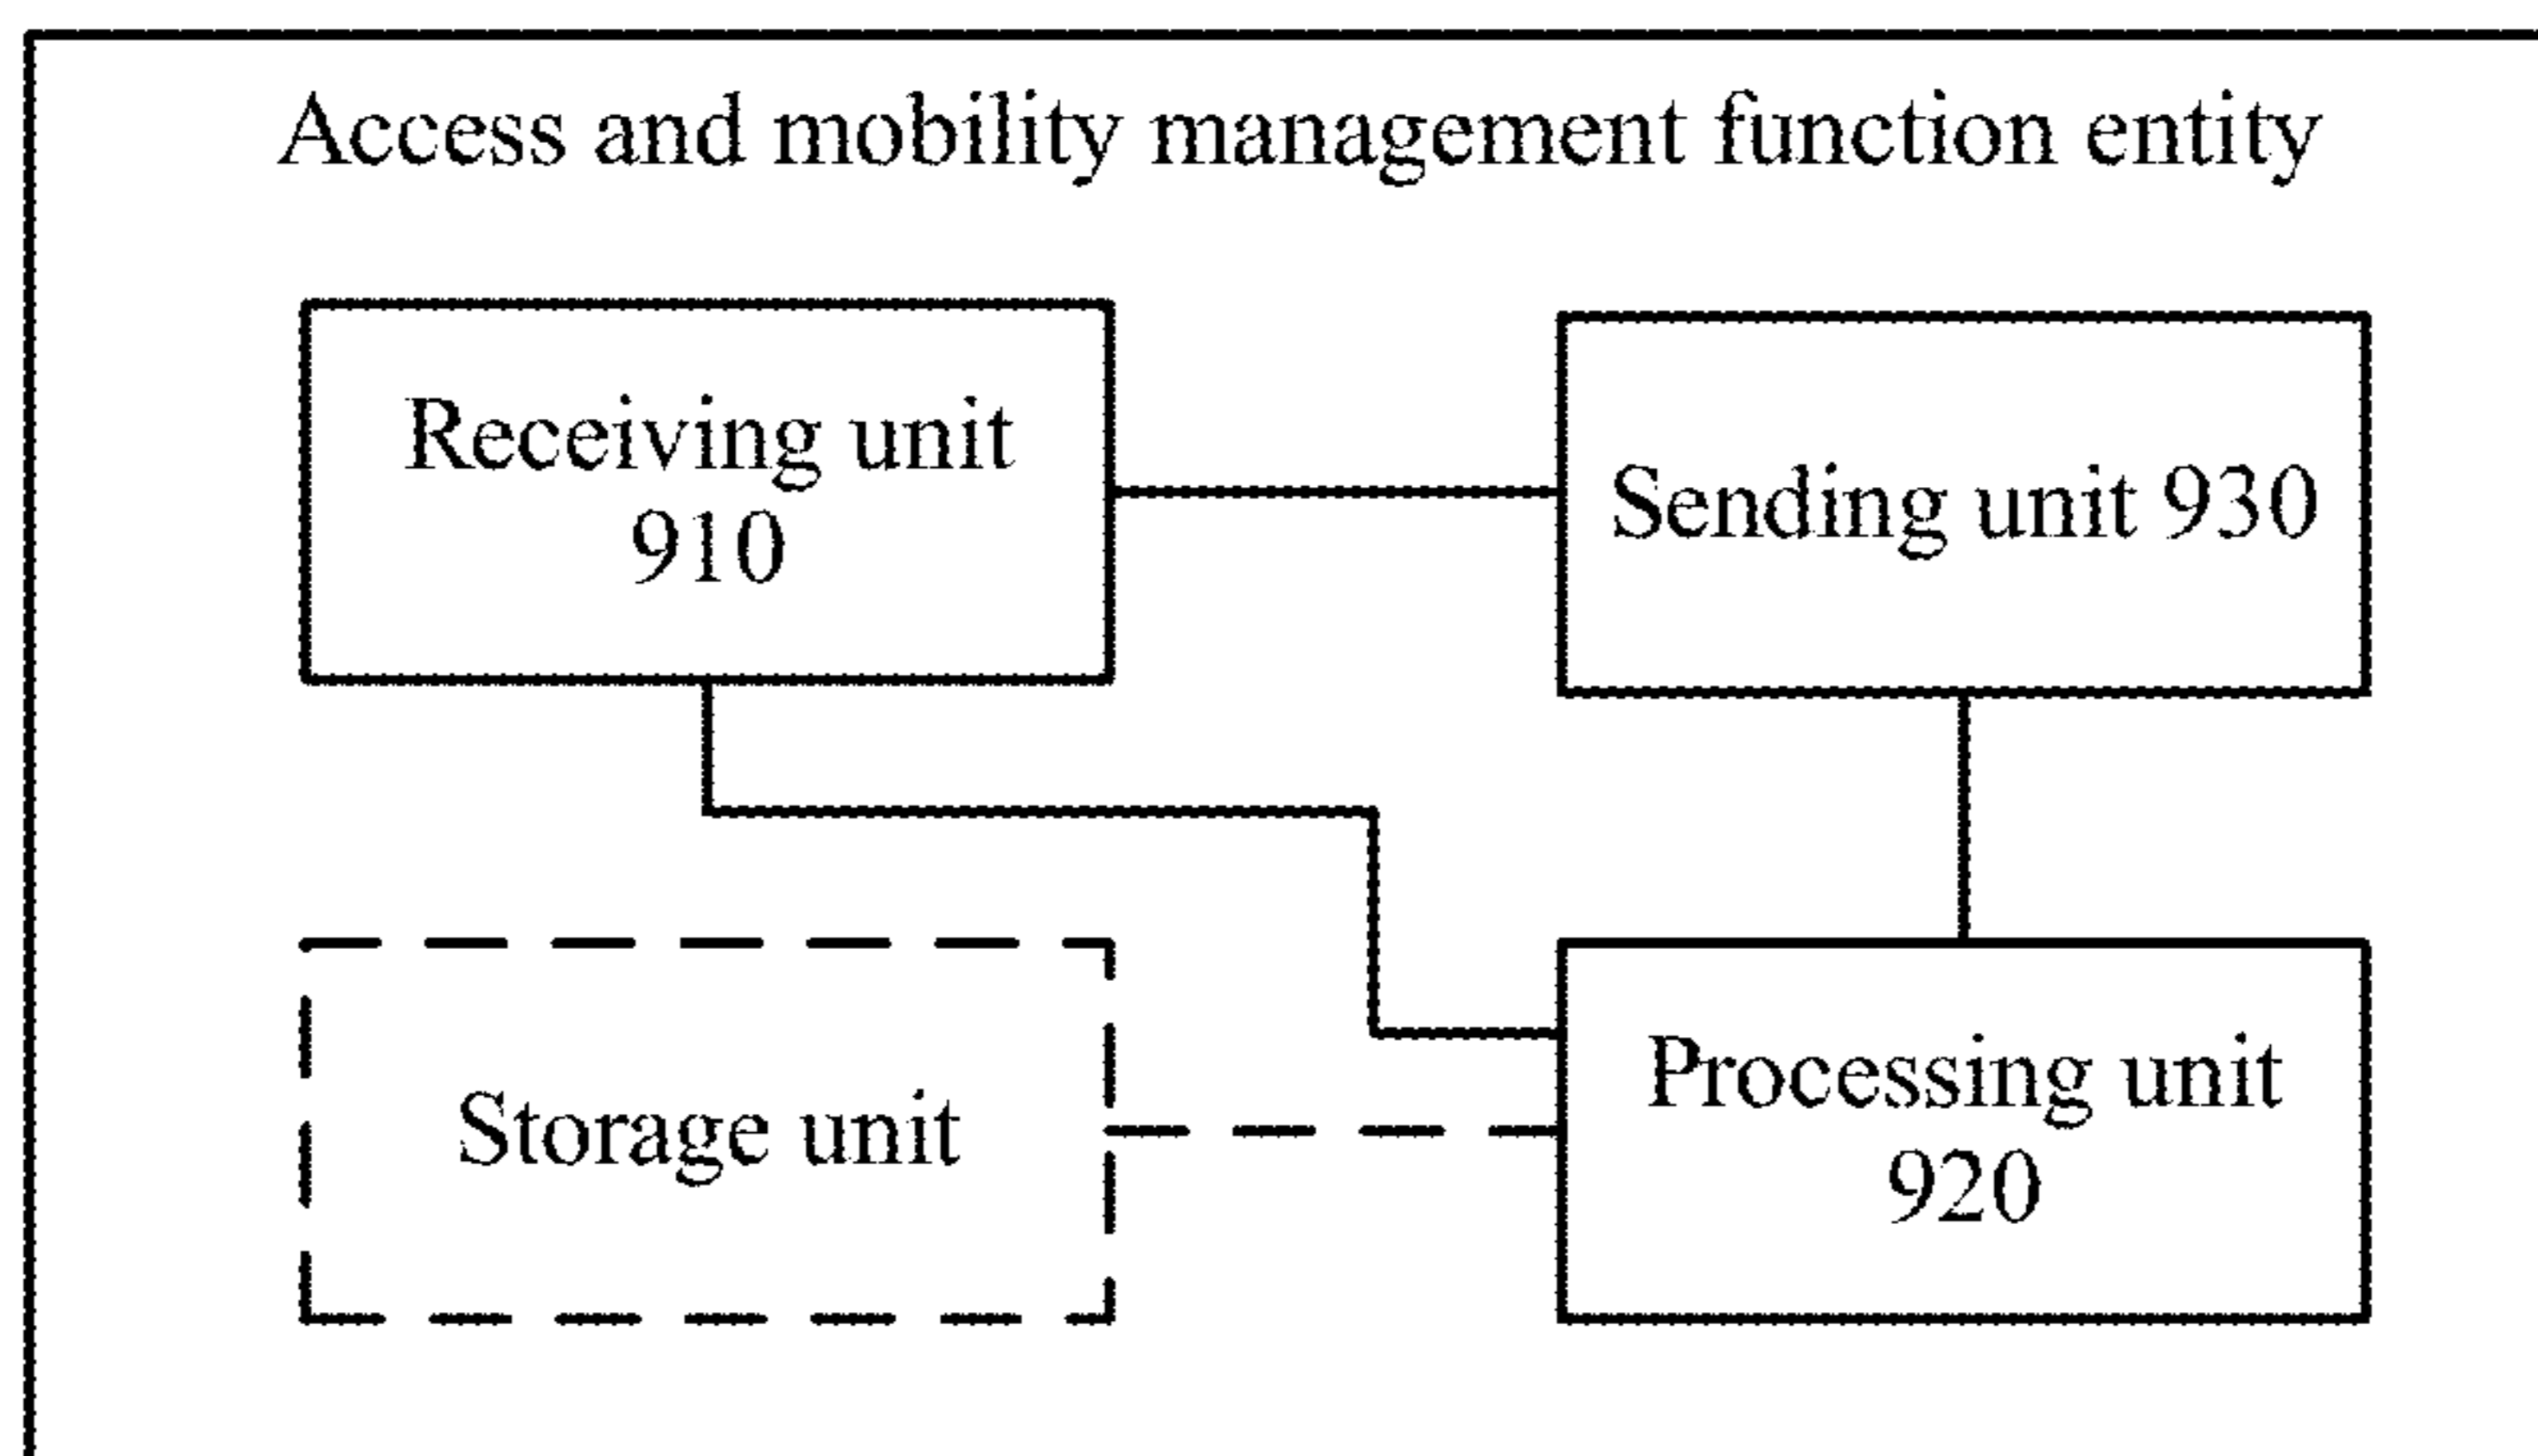 Access and mobility management function entity
Receiving unit
910
Sending unit 930
Storage unit
Processing unit
920